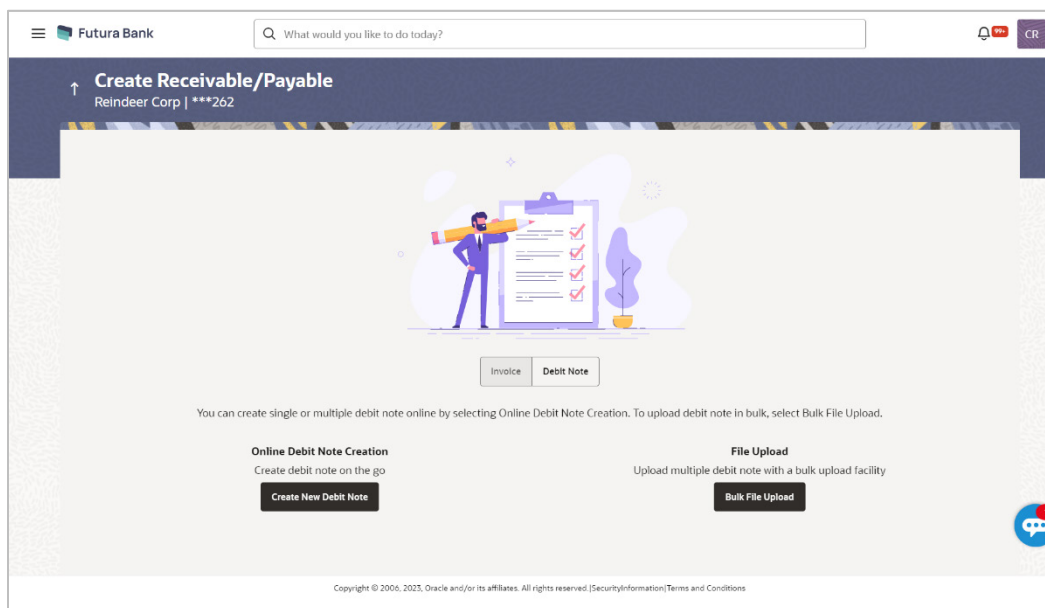 Futura Bank
What would you like to do today?
99+
CR
Create Receivable/Payable
Reindeer Corp | ***262
Invoice
Debit Note
You can create single or multiple debit note online by selecting Online Debit Note Creation. To upload debit note in bulk, select Bulk File Upload.
Online Debit Note Creation
Create debit note on the go
Create New Debit Note
File Upload
Upload multiple debit note with a bulk upload facility
Bulk File Upload
Copyright © 2006, 2023, Oracle and/or its affiliates. All rights reserved.|SecurityInformation|Terms and Conditions